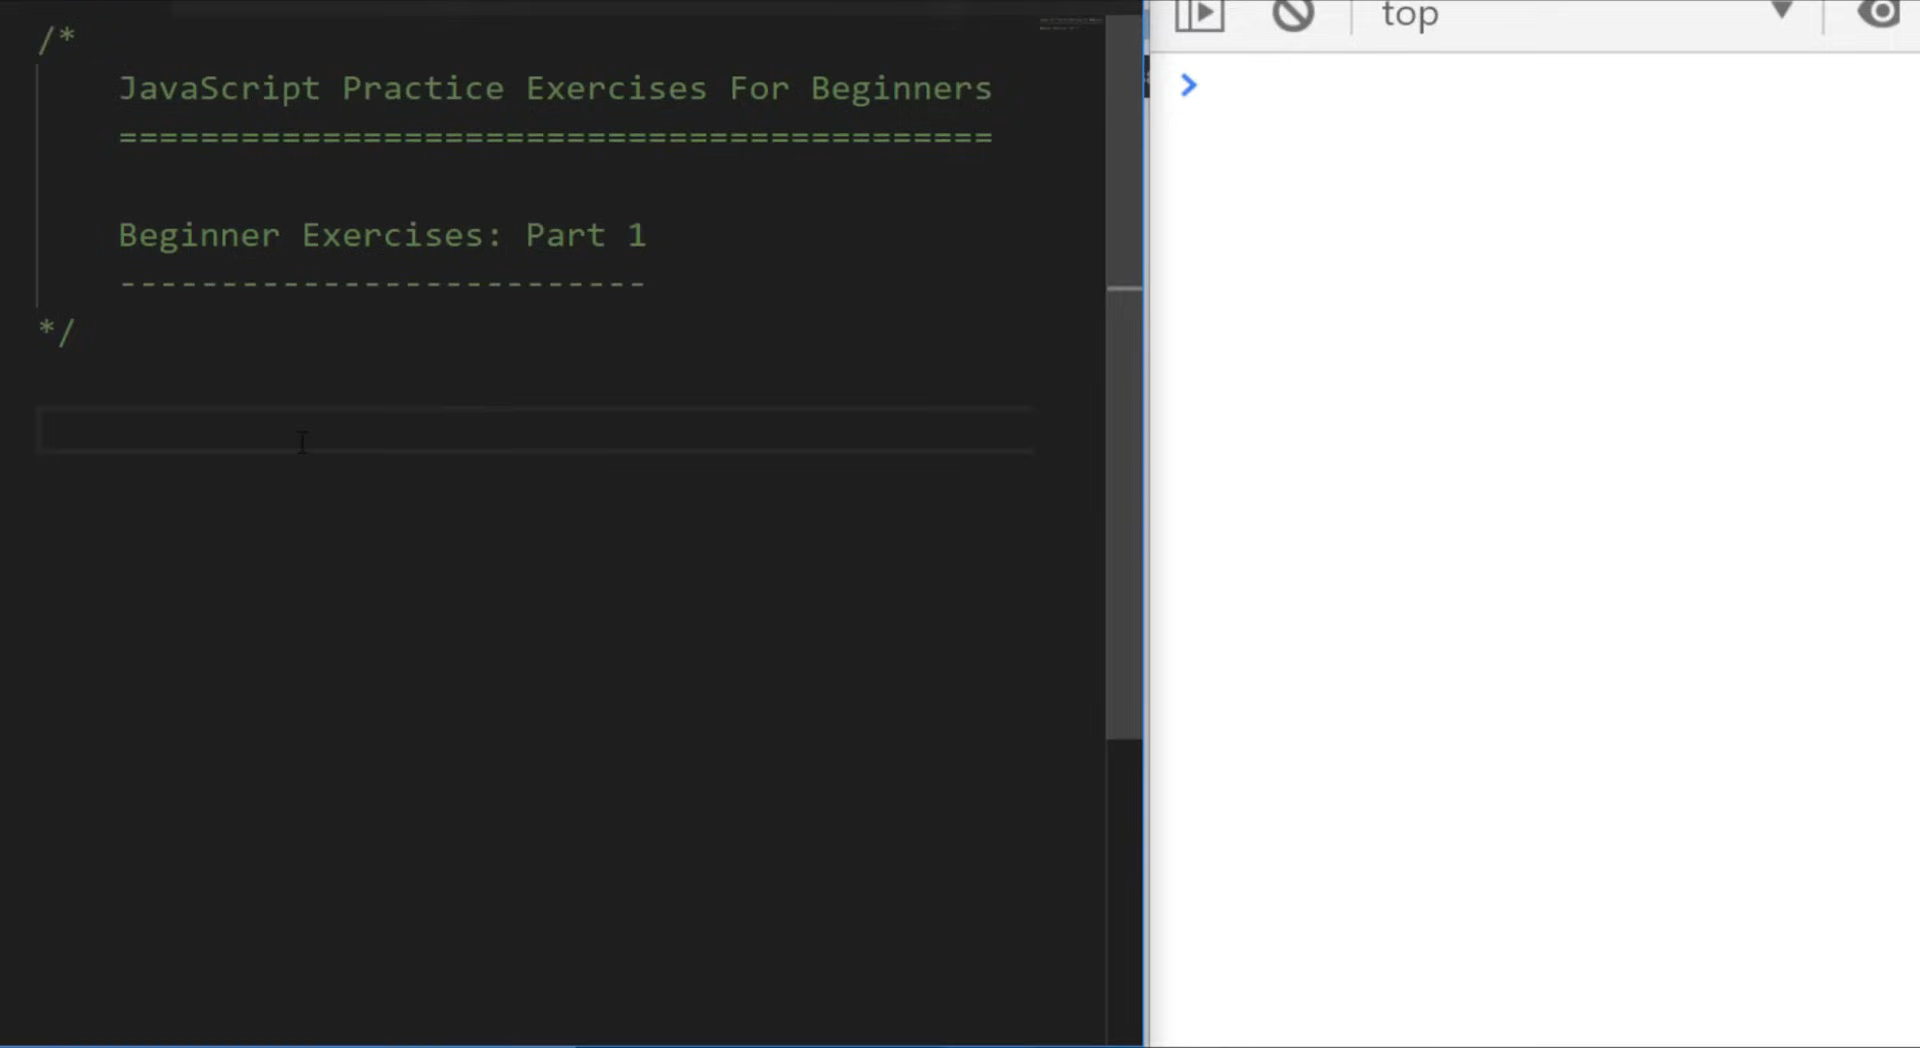 /*
JavaScript Practice Exercises For Beginners
===========================================
Beginner Exercises: Part 1
--------------------------
*/
top
>